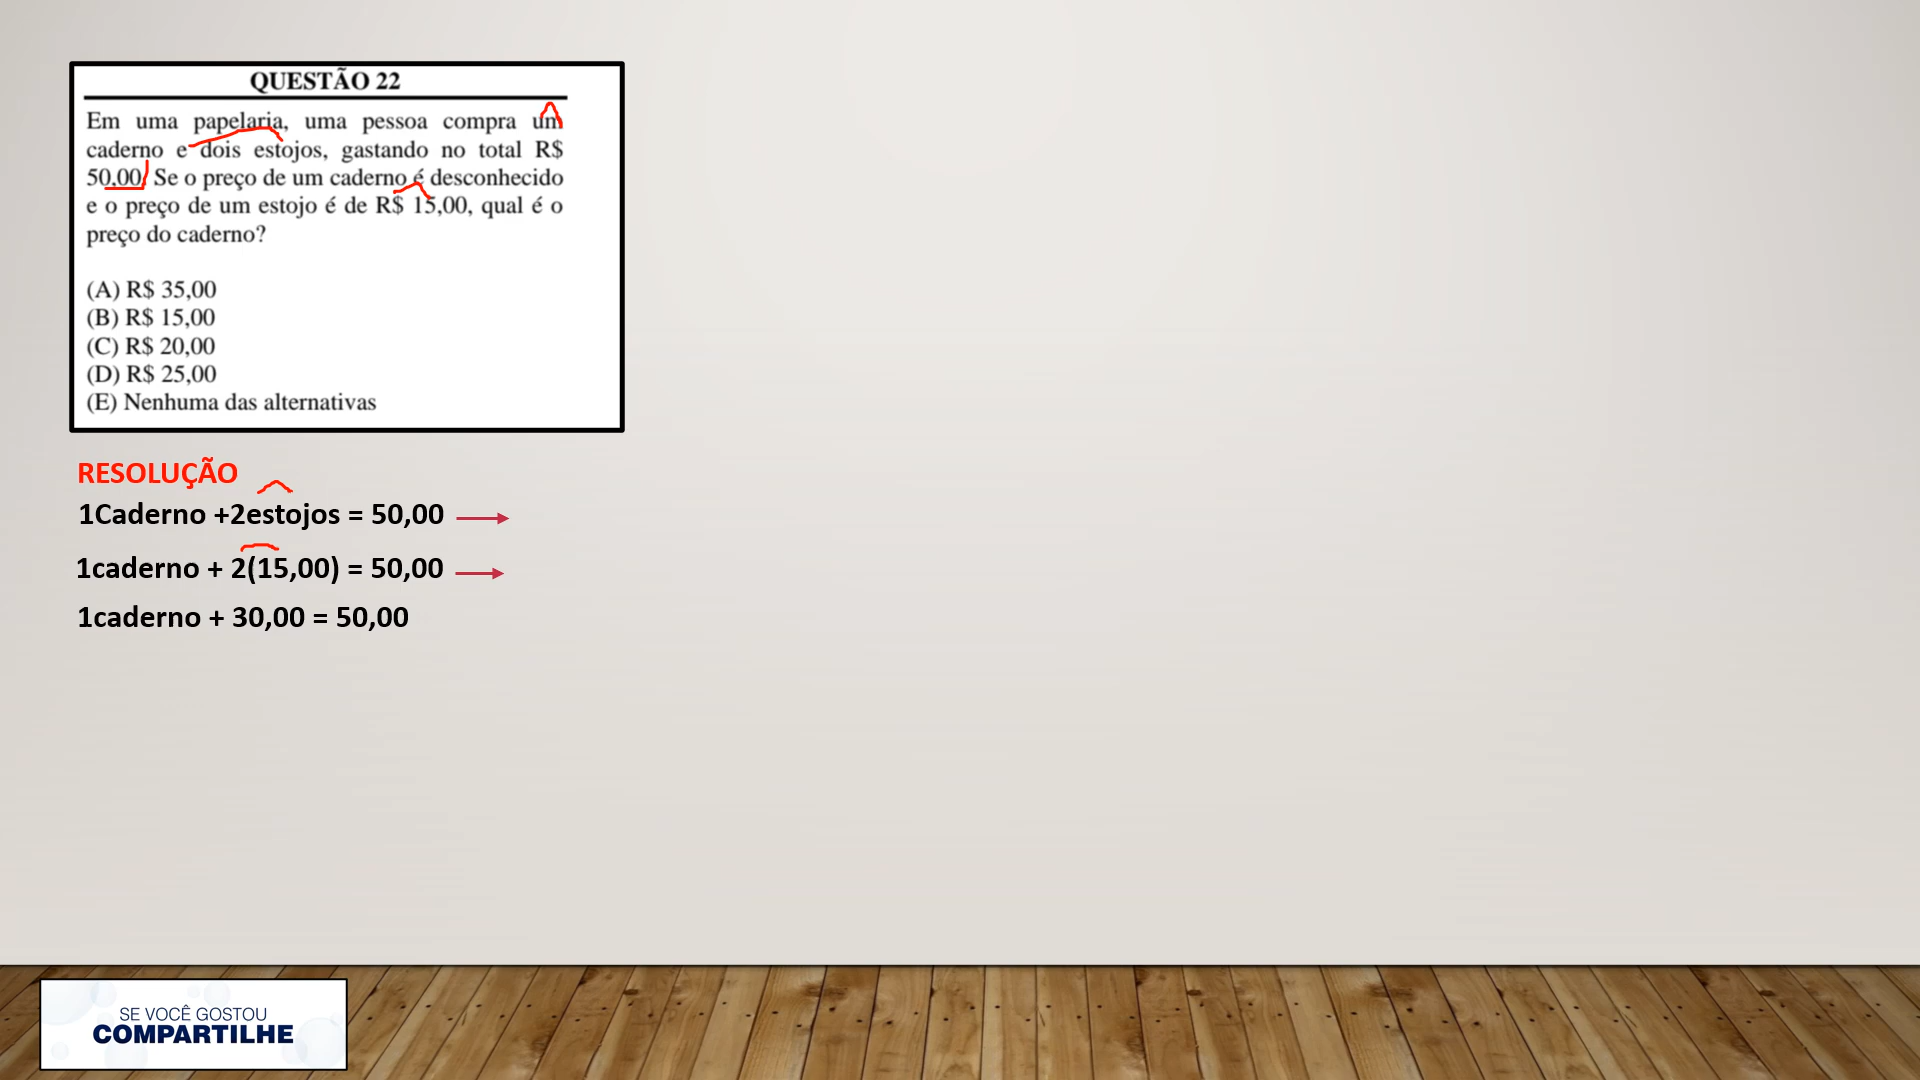 QUESTÃO 22
Em uma papelaria, uma pessoa compra um
caderno e dois estojos, gastando no total R$
50,00. Se o preço de um caderno é desconhecido
e o preço de um estojo é de R$ 15,00, qual é o
preço do caderno?
(A) R$ 35,00
(B) R$ 15,00
(C) R$ 20,00
(D) R$ 25,00
(E) Nenhuma das alternativas
RESOLUÇÃO
1Caderno +2estojos = 50,00
1caderno + 2(15,00) = 50,00
1caderno + 30,00 = 50,00
SE VOCÊ GOSTOU
COMPARTILHE